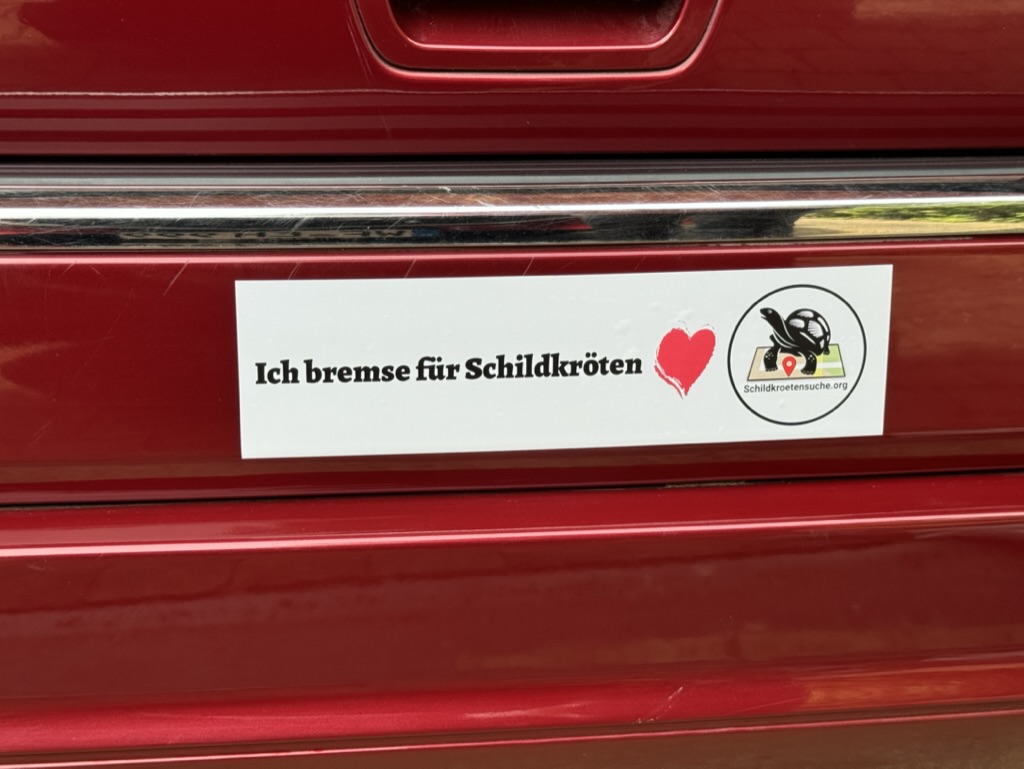 Ich bremse für Schildkröten
Schildkroetensuche.org